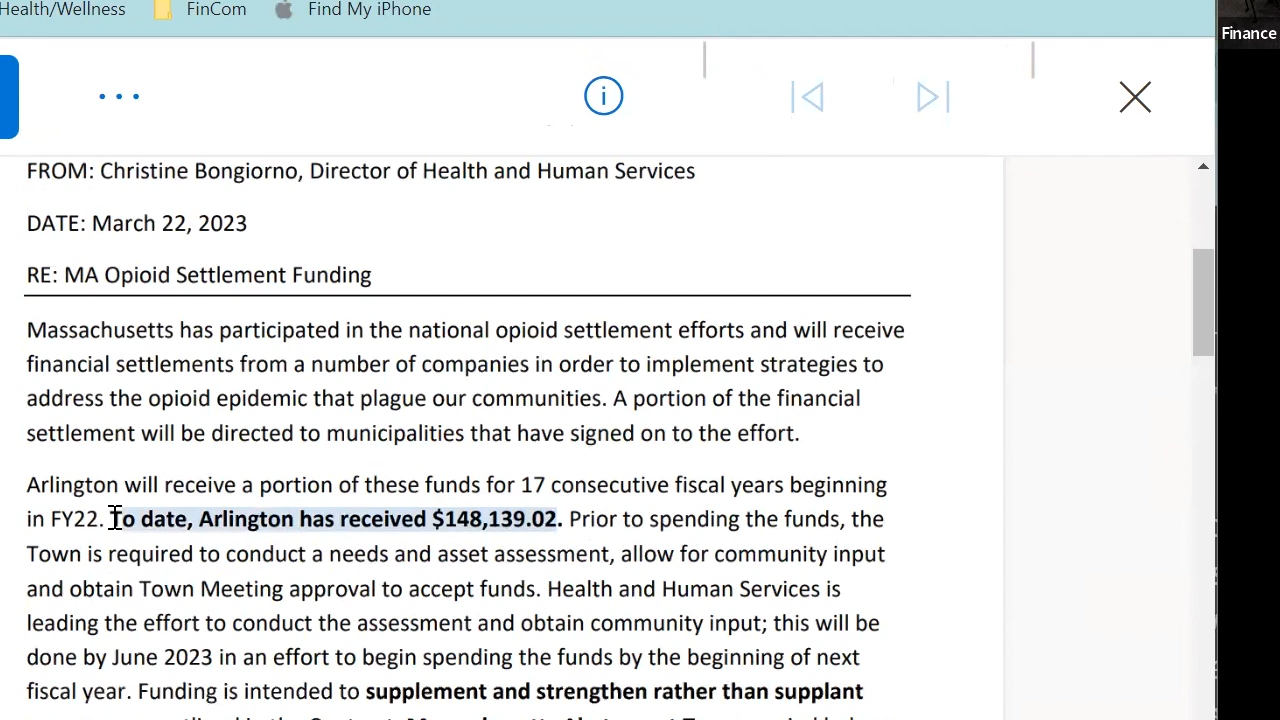 Health/Wellness FinCom Find My iPhone
Finance
FROM: Christine Bongiorno, Director of Health and Human Services
DATE: March 22, 2023
RE: MA Opioid Settlement Funding
Massachusetts has participated in the national opioid settlement efforts and will receive
financial settlements from a number of companies in order to implement strategies to
address the opioid epidemic that plague our communities. A portion of the financial
settlement will be directed to municipalities that have signed on to the effort.
Arlington will receive a portion of these funds for 17 consecutive fiscal years beginning
in FY22. To date, Arlington has received $148,139.02. Prior to spending the funds, the
Town is required to conduct a needs and asset assessment, allow for community input
and obtain Town Meeting approval to accept funds. Health and Human Services is
leading the effort to conduct the assessment and obtain community input; this will be
done by June 2023 in an effort to begin spending the funds by the beginning of next
fiscal year. Funding is intended to supplement and strengthen rather than supplant